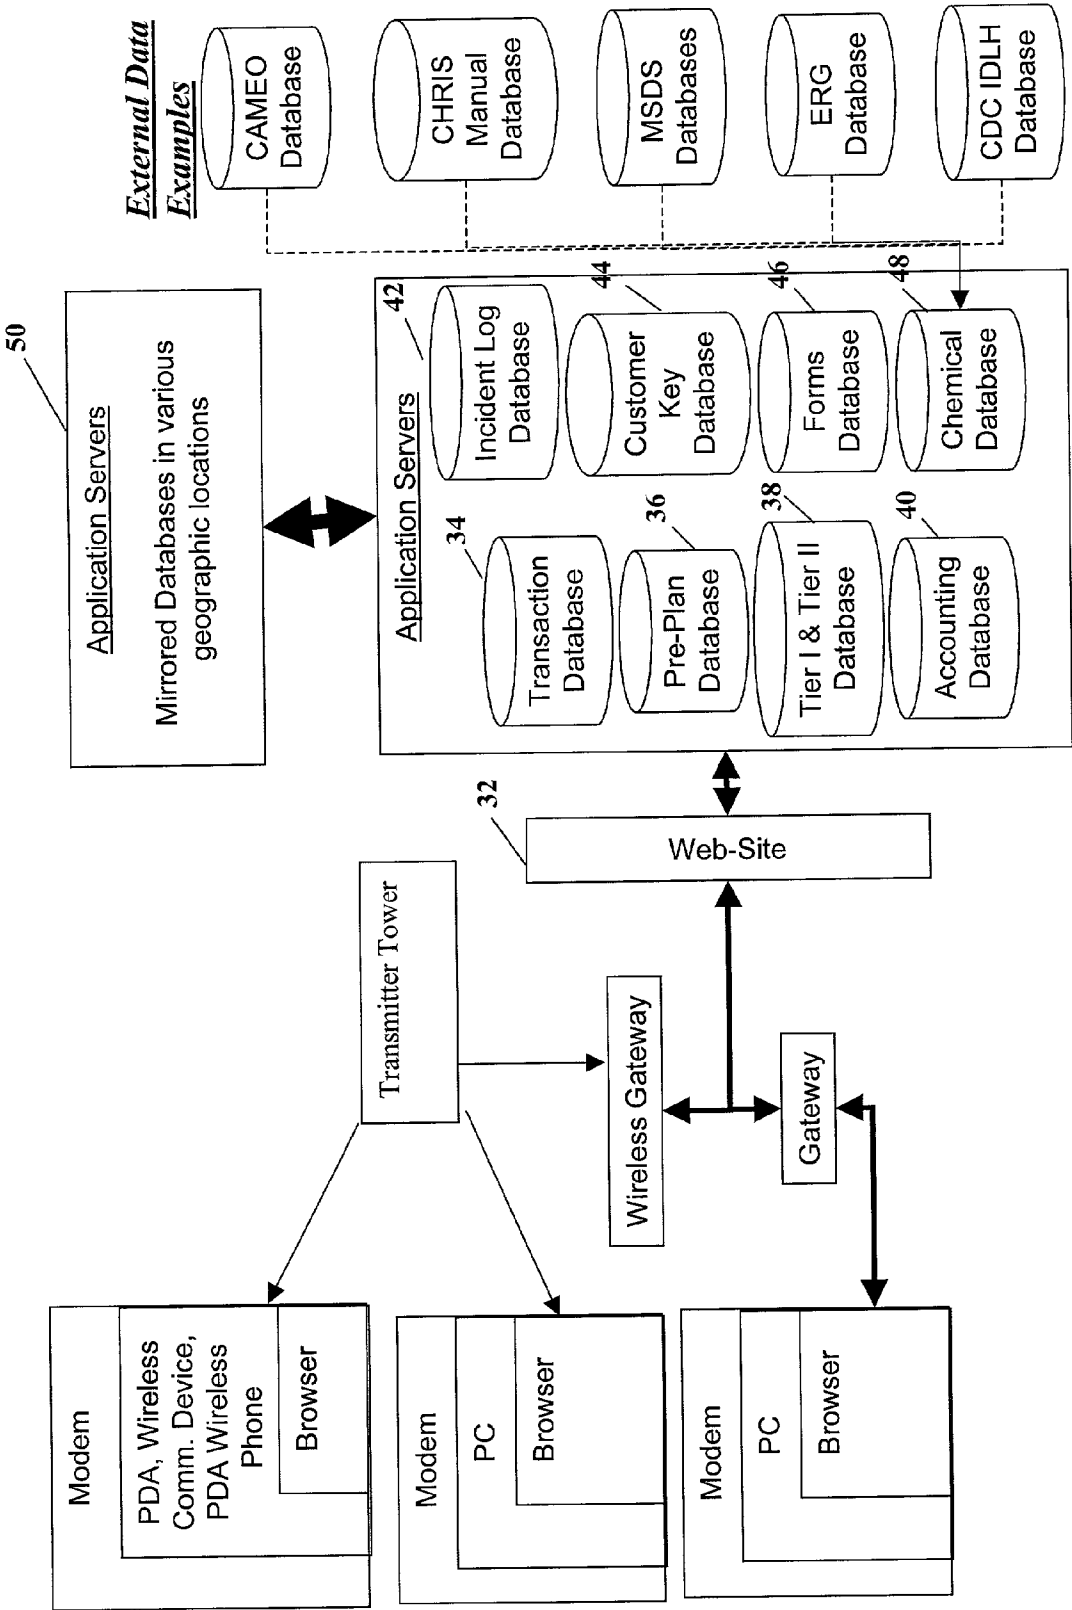 Modem
PDA, Wireless
Comm. Device,
PDA Wireless
Phone
Browser
Modem
PC
Browser
Modem
PC
Browser
Transmitter Tower
Wireless Gateway
Gateway
32
Web-Site
50
Application Servers
Mirrored Databases in various
geographic locations
Application Servers
34
Transaction
Database
36
Pre-Plan
Database
38
Tier I & Tier II
Database
40
Accounting
Database
42
Incident Log
Database
44
Customer
Key
Database
46
Forms
Database
48
Chemical
Database
External Data
Examples
CAMEO
Database
CHRIS
Manual
Database
MSDS
Databases
ERG
Database
CDC IDLH
Database